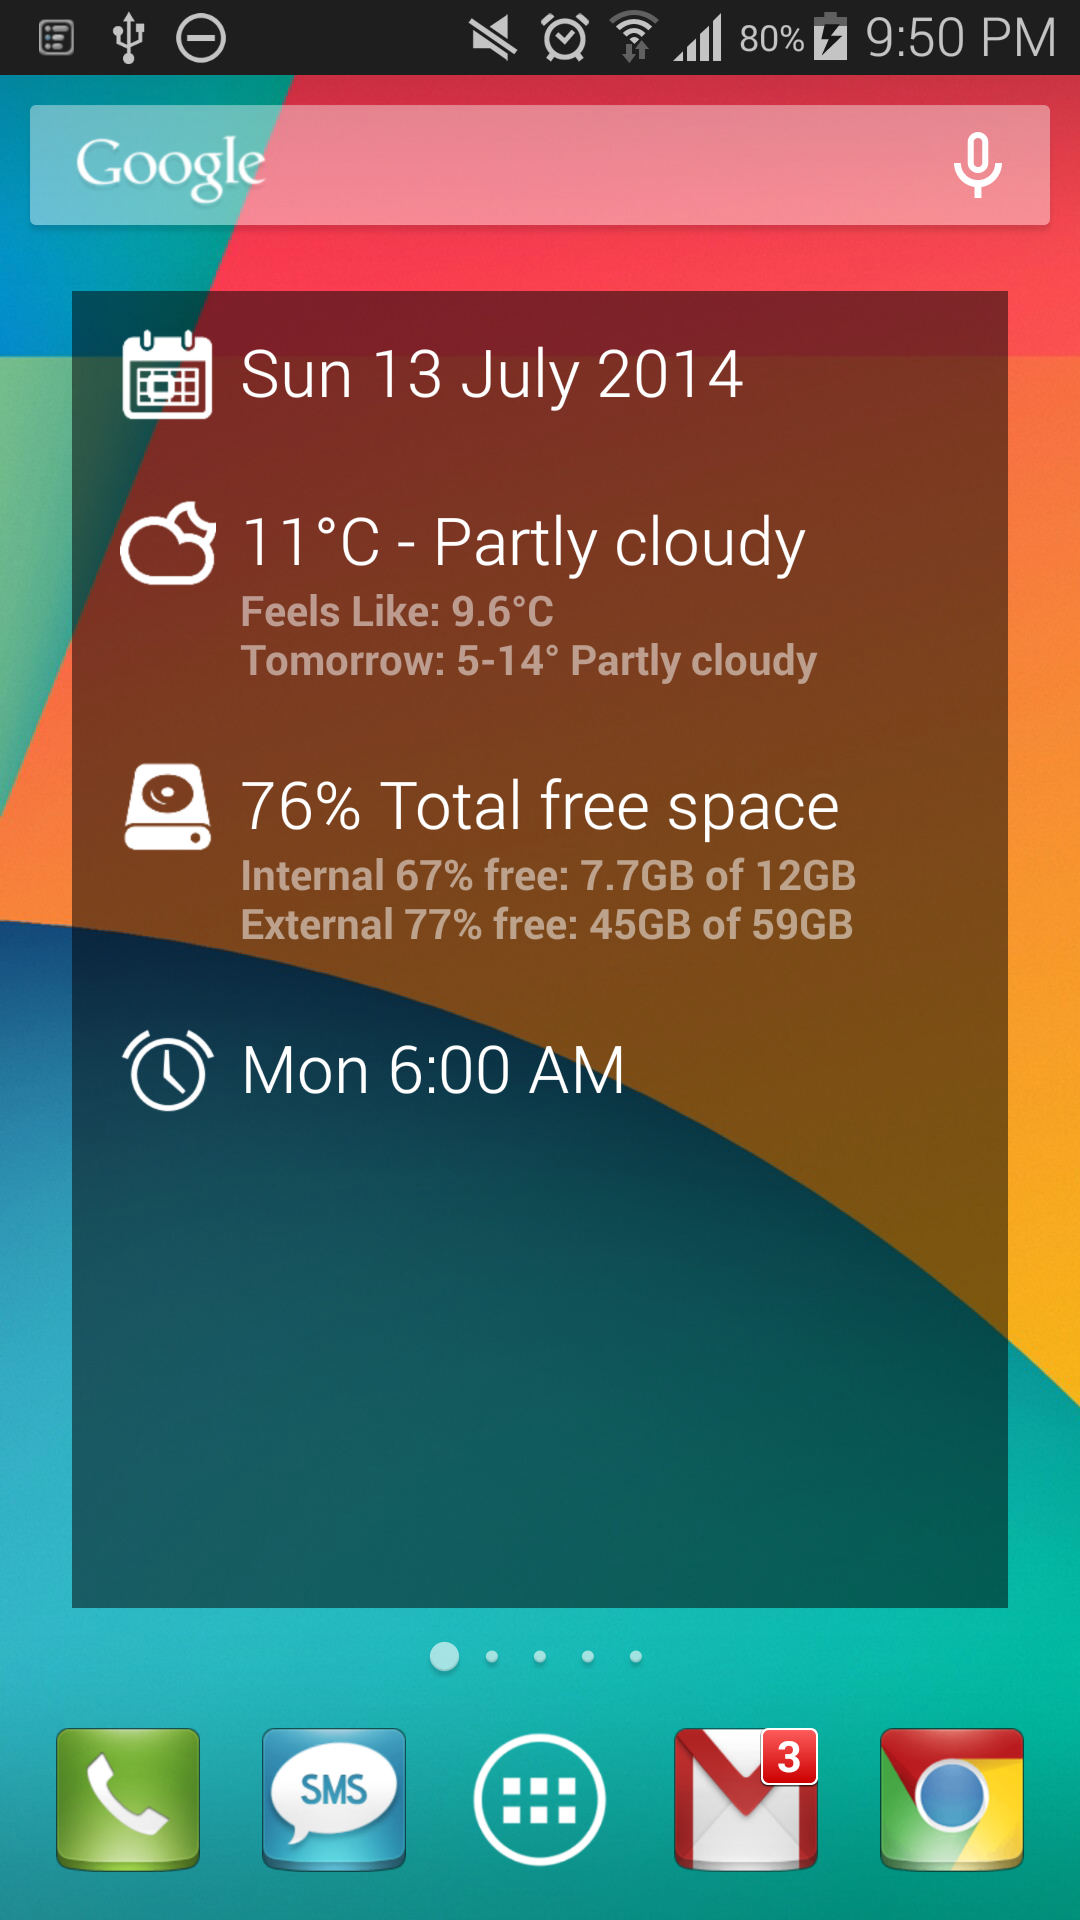 80% 9:50 PM
Google
Sun 13 July 2014
11°C - Partly cloudy
Feels Like: 9.6°C
Tomorrow: 5-14° Partly cloudy
76% Total free space
Internal 67% free: 7.7GB of 12GB
External 77% free: 45GB of 59GB
Mon 6:00 AM
SMS
3